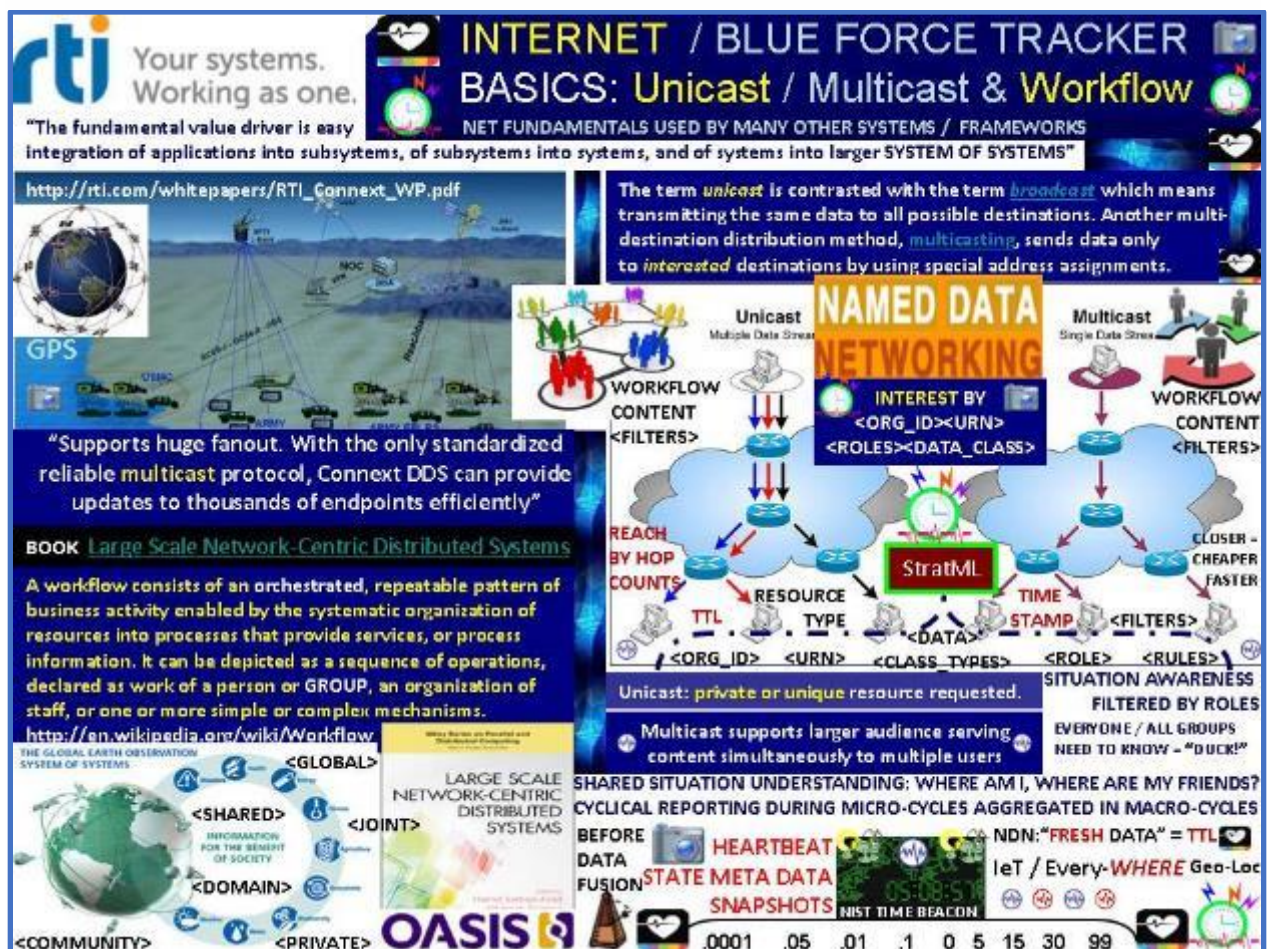 rti Your systems.
Working as one.
INTERNET / BLUE FORCE TRACKER
BASICS: Unicast / Multicast & Workflow
NET FUNDAMENTALS USED BY MANY OTHER SYSTEMS / FRAMEWORKS
"The fundamental value driver is easy
integration of applications into subsystems, of subsystems into systems, and of systems into larger SYSTEM OF SYSTEMS"
http://rti.com/whitepapers/RTI_Connext_WP.pdf
NOC
GPS
USMC
ARMY
The term unicast is contrasted with the term broadcast which means
transmitting the same data to all possible destinations. Another multi-
destination distribution method, multicasting, sends data only
to interested destinations by using special address assignments.
Unicast
Multiple Data Stream
NAMED DATA
NETWORKING
Multicast
Single Data Stream
WORKFLOW
CONTENT
<FILTERS>
INTEREST BY
<ORG_ID><URN>
<ROLES><DATA_CLASS>
WORKFLOW
CONTENT
<FILTERS>
"Supports huge fanout. With the only standardized
reliable multicast protocol, Connext DDS can provide
updates to thousands of endpoints efficiently"
BOOK Large Scale Network-Centric Distributed Systems
A workflow consists of an orchestrated, repeatable pattern of
business activity enabled by the systematic organization of
resources into processes that provide services, or process
information. It can be depicted as a sequence of operations,
declared as work of a person or GROUP, an organization of
staff, or one or more simple or complex mechanisms.
http://en.wikipedia.org/wiki/Workflow
REACH
BY HOP
COUNTS
TTL
RESOURCE
TYPE
StratML
TIME
STAMP
CLOSER –
CHEAPER
FASTER
<FILTERS>
<DATA>
<ORG_ID> <URN> <CLASS_TYPES> <ROLE> <RULES>
Unicast: private or unique resource requested.
Multicast supports larger audience serving
content simultaneously to multiple users
SITUATION AWARENESS
FILTERED BY ROLES
EVERYONE / ALL GROUPS
NEED TO KNOW – "DUCK!"
THE GLOBAL EARTH OBSERVATION
SYSTEM OF SYSTEMS
<GLOBAL>
<SHARED>
<JOINT>
INFORMATION
FOR THE BENEFIT
OF SOCIETY
<DOMAIN>
<COMMUNITY>
<PRIVATE>
LARGE SCALE
NETWORK-CENTRIC
DISTRIBUTED
SYSTEMS
OASIS
SHARED SITUATION UNDERSTANDING: WHERE AM I, WHERE ARE MY FRIENDS?
CYCLICAL REPORTING DURING MICRO-CYCLES AGGREGATED IN MACRO-CYCLES
BEFORE
DATA
FUSION
HEARTBEAT
STATE META DATA
SNAPSHOTS
NIST TIME BEACON
NDN:"FRESH DATA" = TTL
IeT / Every-WHERE Geo-Loc
.0001 .05 .01 .1 0 5 15 30 99